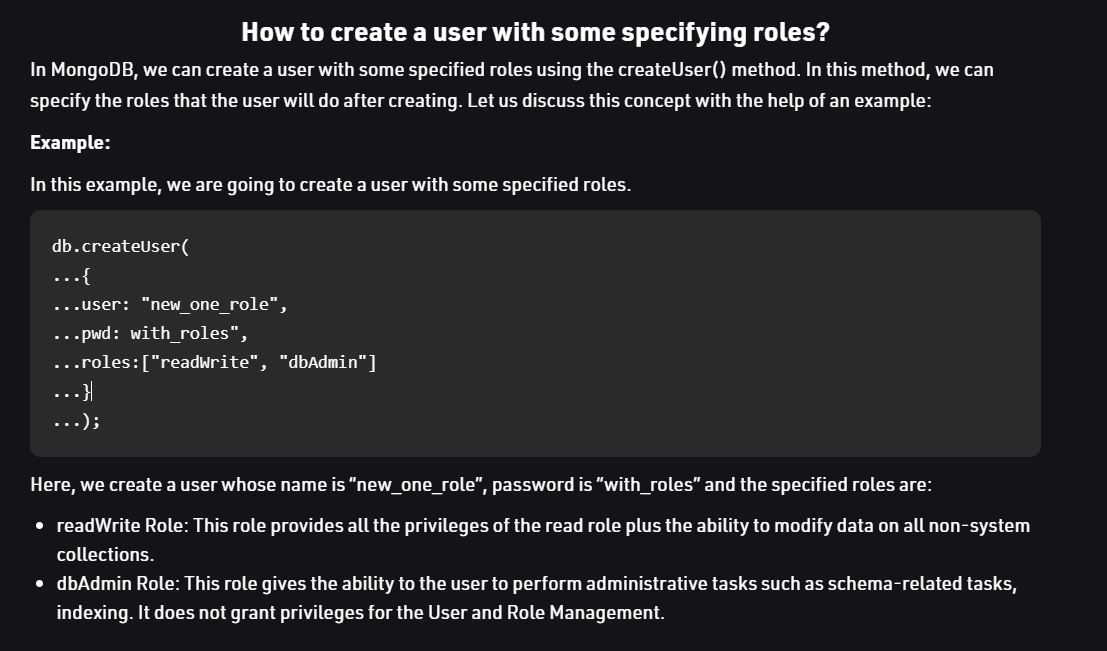 How to create a user with some specifying roles?
In MongoDB, we can create a user with some specified roles using the createUser() method. In this method, we can
specify the roles that the user will do after creating. Let us discuss this concept with the help of an example:
Example:
In this example, we are going to create a user with some specified roles.
db.createUser(
...{
...user: "new_one_role",
...pwd: with_roles",
...roles:["readWrite", "dbAdmin"]
...}
...);
Here, we create a user whose name is “new_one_role”, password is “with_roles” and the specified roles are:
• readWrite Role: This role provides all the privileges of the read role plus the ability to modify data on all non-system
collections.
• dbAdmin Role: This role gives the ability to the user to perform administrative tasks such as schema-related tasks,
indexing. It does not grant privileges for the User and Role Management.